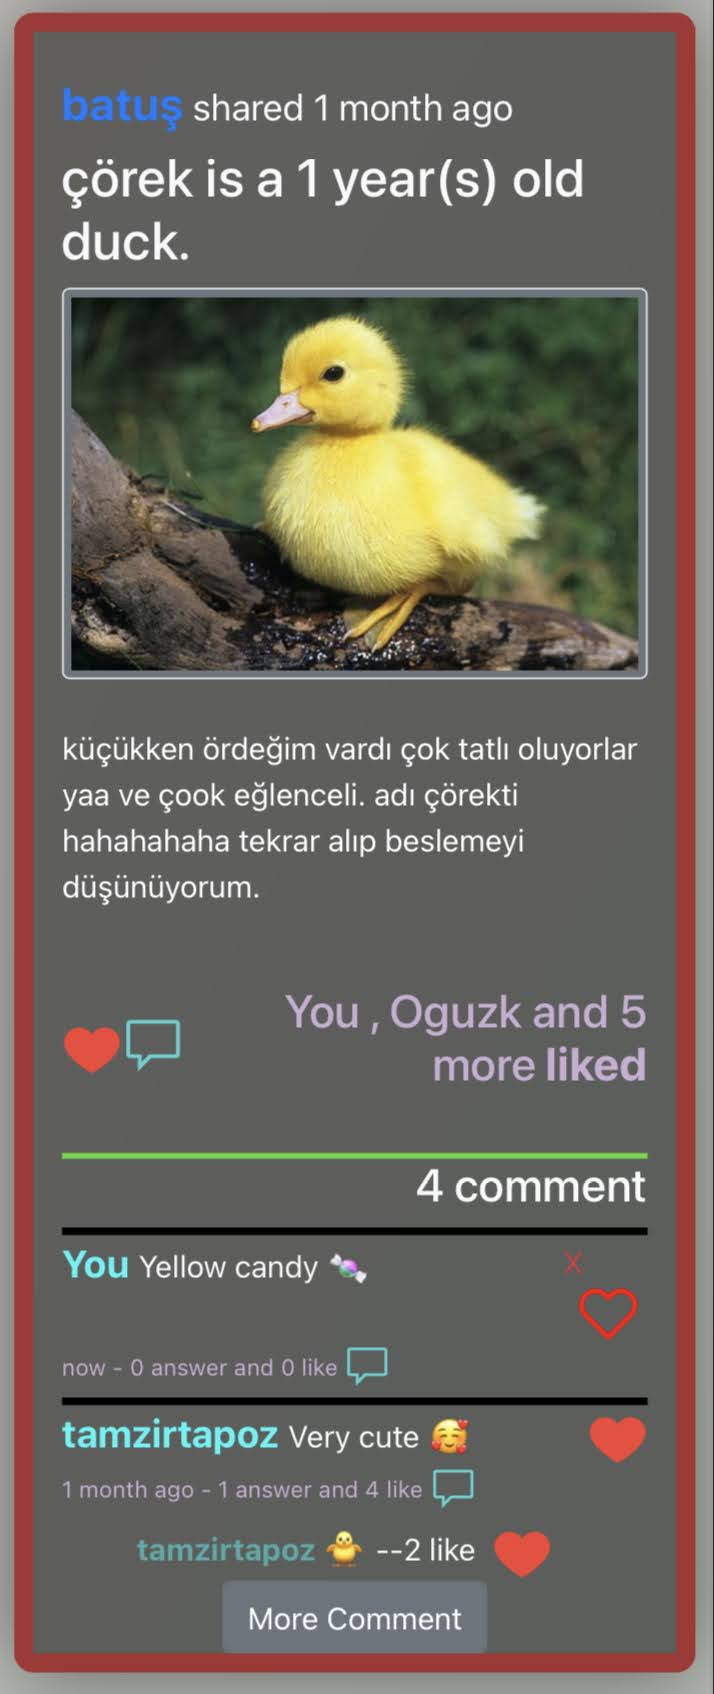 batuş shared 1 month ago
çörek is a 1 year(s) old
duck.
küçükken ördeğim vardı çok tatlı oluyorlar
yaa ve çook eğlenceli. adı çörekti
hahahahaha tekrar alıp beslemeyi
düşünüyorum.
You , Oguzk and 5
more liked
4 comment
You Yellow candy 🍬 X
now - 0 answer and 0 like
tamzirtapoz Very cute 🥰
1 month ago - 1 answer and 4 like
tamzirtapoz 🐥 --2 like
More Comment